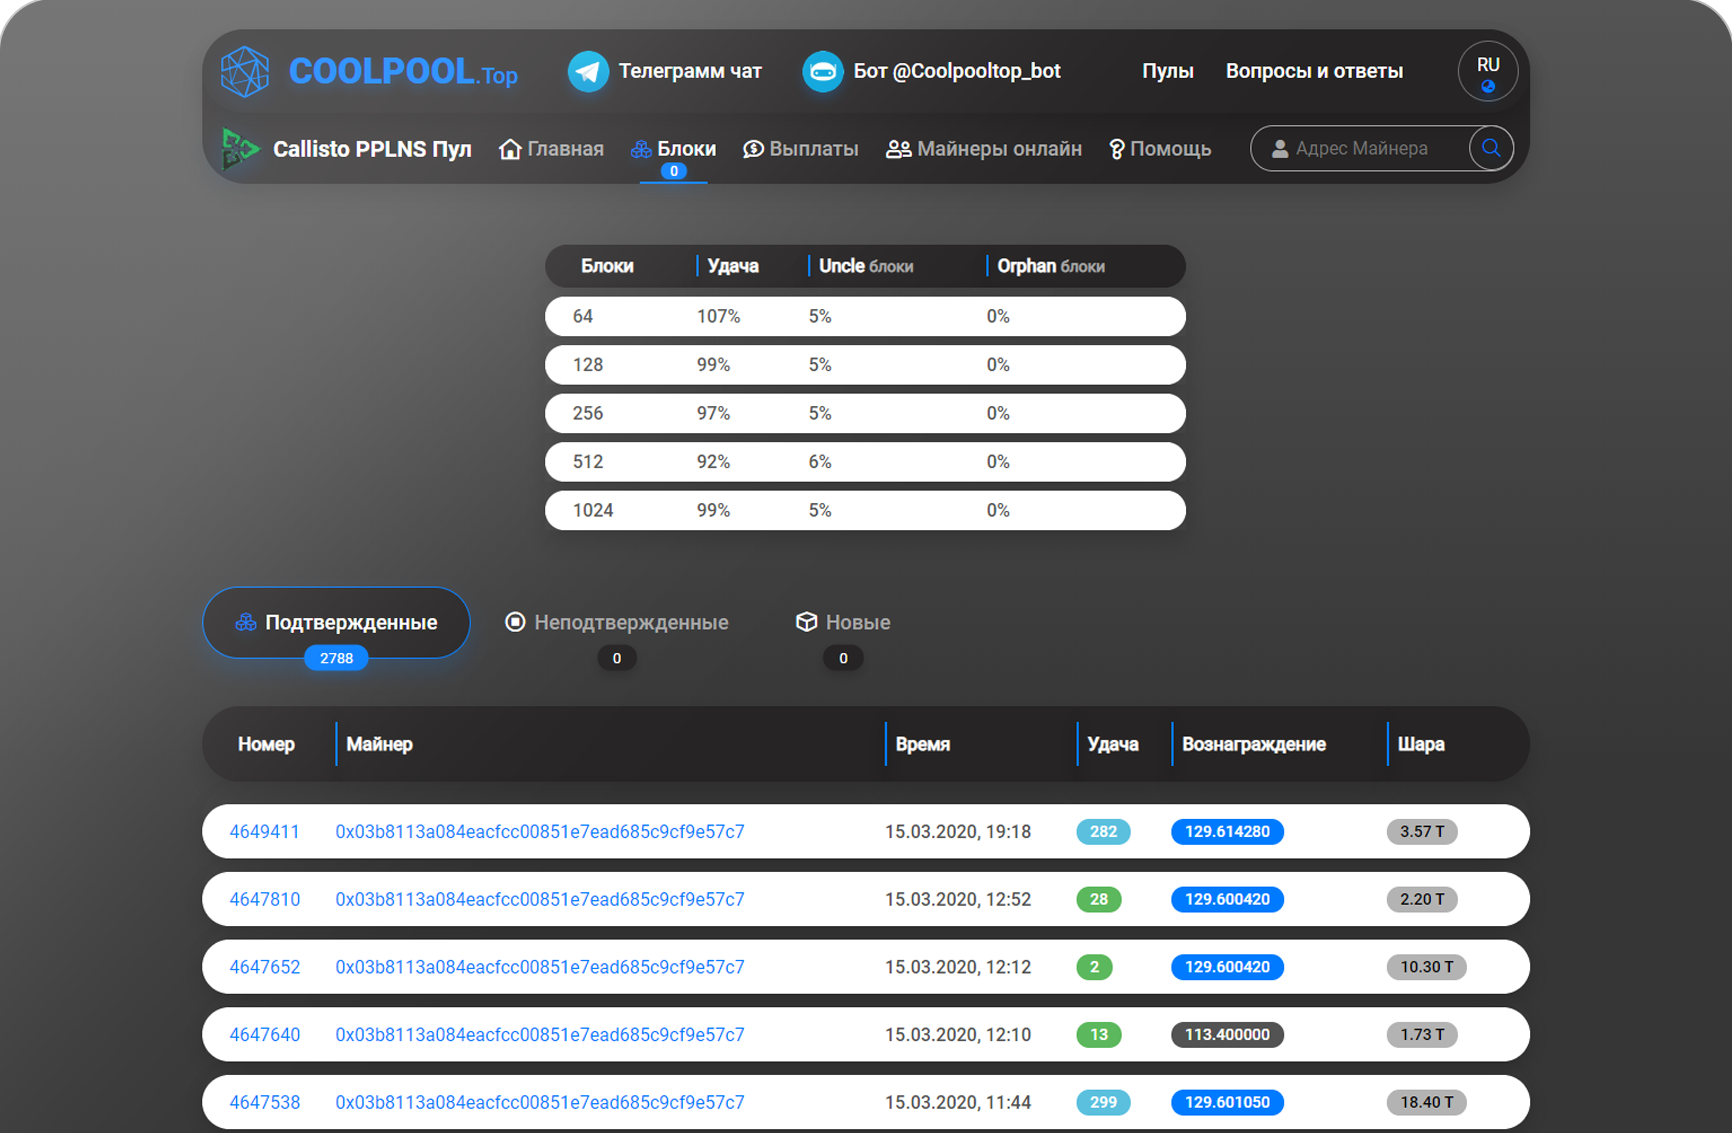 COOLPOOL.Top Телеграмм чат Бот @Coolpooltop_bot Пулы Вопросы и ответы RU
Callisto PPLNS Пул Главная Блоки Выплаты Майнеры онлайн Помощь Адрес Майнера
0
Блоки Удача Uncle блоки Orphan блоки
64 107% 5% 0%
128 99% 5% 0%
256 97% 5% 0%
512 92% 6% 0%
1024 99% 5% 0%
Подтвержденные Неподтвержденные Новые
2788 0 0
Номер Майнер Время Удача Вознаграждение Шара
4649411 0x03b8113a084eacfcc00851e7ead685c9cf9e57c7 15.03.2020, 19:18 282 129.614280 3.57 T
4647810 0x03b8113a084eacfcc00851e7ead685c9cf9e57c7 15.03.2020, 12:52 28 129.600420 2.20 T
4647652 0x03b8113a084eacfcc00851e7ead685c9cf9e57c7 15.03.2020, 12:12 2 129.600420 10.30 T
4647640 0x03b8113a084eacfcc00851e7ead685c9cf9e57c7 15.03.2020, 12:10 13 113.400000 1.73 T
4647538 0x03b8113a084eacfcc00851e7ead685c9cf9e57c7 15.03.2020, 11:44 299 129.601050 18.40 T